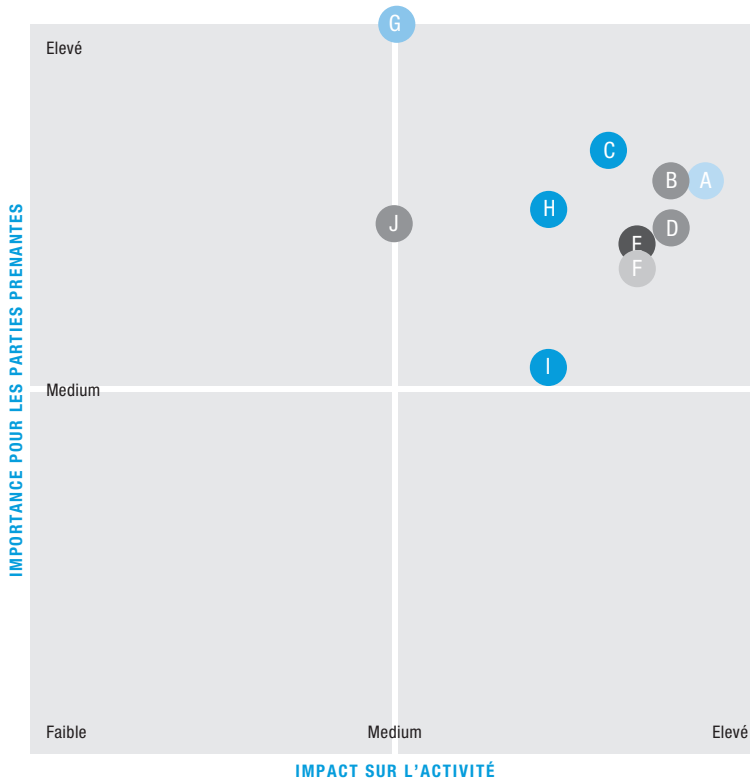 G
Elevé
C
B
A
H
J
D
E
F
I
Medium
IMPORTANCE POUR LES PARTIES PRENANTES
Faible
Medium
Elevé
IMPACT SUR L'ACTIVITÉ